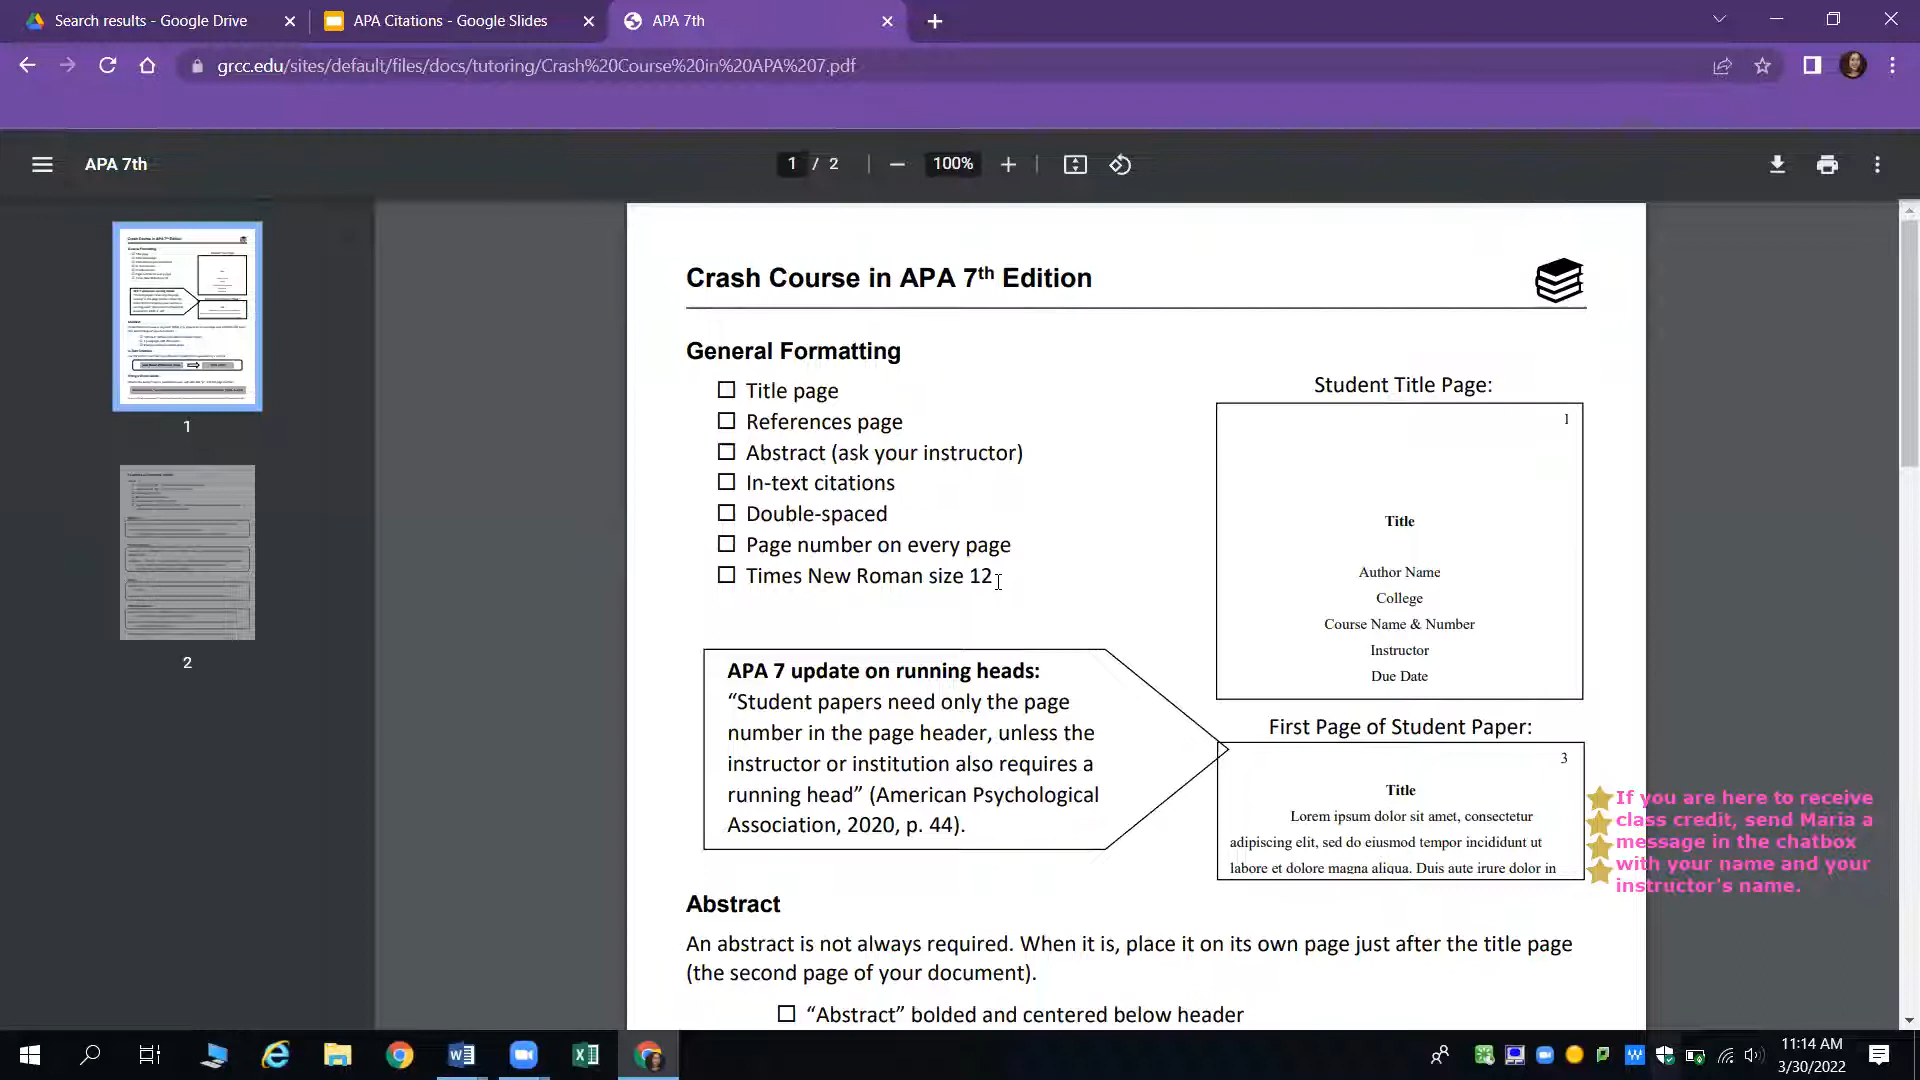 Search results - Google Drive
APA Citations - Google Slides
APA 7th
grcc.edu/sites/default/files/docs/tutoring/Crash%20Course%20in%20APA%207.pdf
APA 7th
1 / 2
100%
1
2
Crash Course in APA 7th Edition
General Formatting
Title page
References page
Abstract (ask your instructor)
In-text citations
Double-spaced
Page number on every page
Times New Roman size 12
Student Title Page:
1
Title
Author Name
College
Course Name & Number
Instructor
Due Date
APA 7 update on running heads:
“Student papers need only the page
number in the page header, unless the
instructor or institution also requires a
running head” (American Psychological
Association, 2020, p. 44).
First Page of Student Paper:
3
Title
Lorem ipsum dolor sit amet, consectetur
adipiscing elit, sed do eiusmod tempor incididunt ut
labore et dolore magna aliqua. Duis aute irure dolor in
If you are here to receive
class credit, send Maria a
message in the chatbox
with your name and your
instructor's name.
Abstract
An abstract is not always required. When it is, place it on its own page just after the title page
(the second page of your document).
“Abstract” bolded and centered below header
11:14 AM
3/30/2022